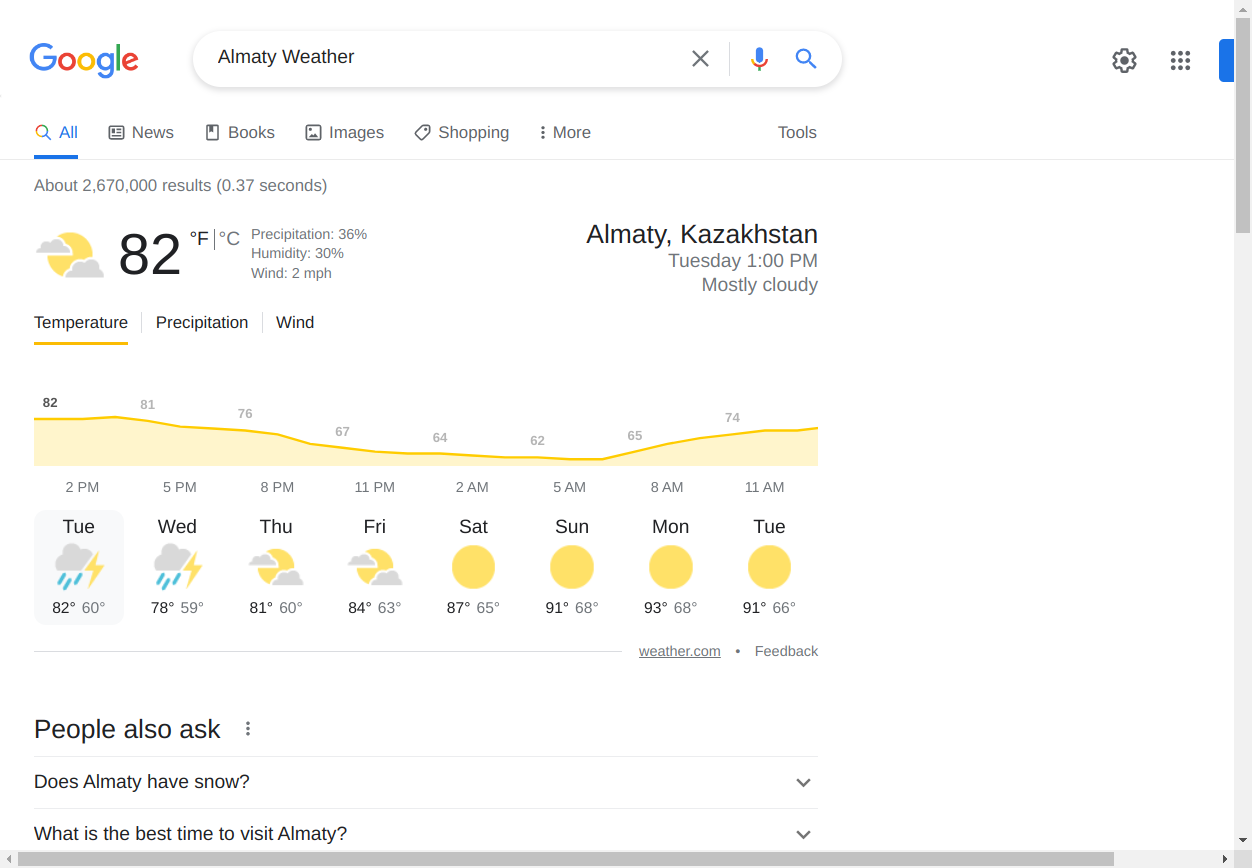 Google
Almaty Weather
All
News
Books
Images
Shopping
More
Tools
About 2,670,000 results (0.37 seconds)
82 °F °C
Precipitation: 36%
Humidity: 30%
Wind: 2 mph
Almaty, Kazakhstan
Tuesday 1:00 PM
Mostly cloudy
Temperature
Precipitation
Wind
82 81 76 67 64 62 65 74
2 PM 5 PM 8 PM 11 PM 2 AM 5 AM 8 AM 11 AM
Tue Wed Thu Fri Sat Sun Mon Tue
82° 60° 78° 59° 81° 60° 84° 63° 87° 65° 91° 68° 93° 68° 91° 66°
weather.com • Feedback
People also ask
Does Almaty have snow?
What is the best time to visit Almaty?